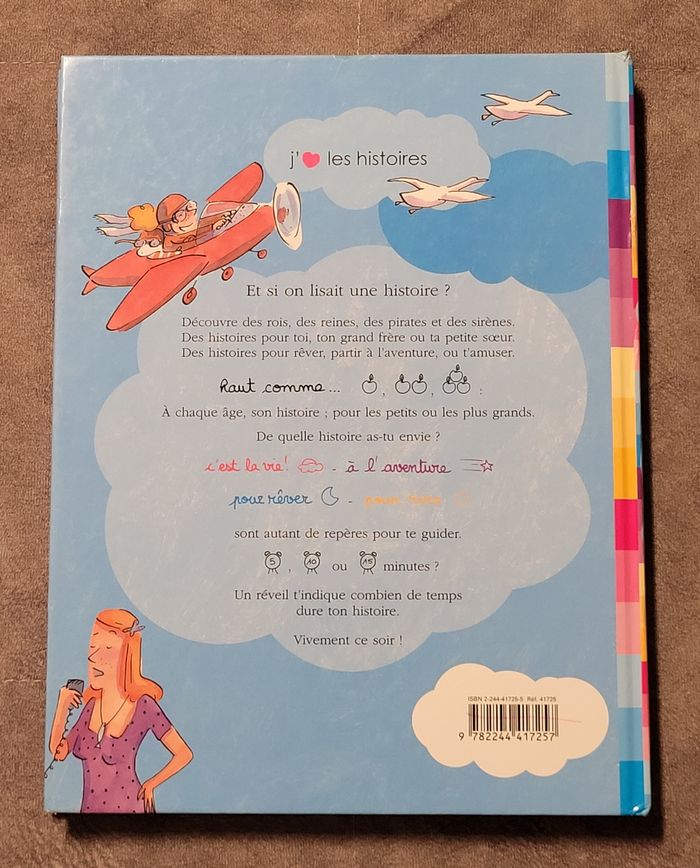 j' les histoires
Et si on lisait une histoire ?
Découvre des rois, des reines, des pirates et des sirènes.
Des histoires pour toi, ton grand frère ou ta petite sœur.
Des histoires pour rêver, partir à l'aventure, ou t'amuser.
Haut comme... , , :
À chaque âge, son histoire ; pour les petits ou les plus grands.
De quelle histoire as-tu envie ?
c'est la vie! - à l'aventure
pour rêver - pour rire
sont autant de repères pour te guider.
5 , 10 ou 15 minutes ?
Un réveil t'indique combien de temps
dure ton histoire.
Vivement ce soir !
ISBN 2-244-41725-5 Réf. 41725
9 782244 417257